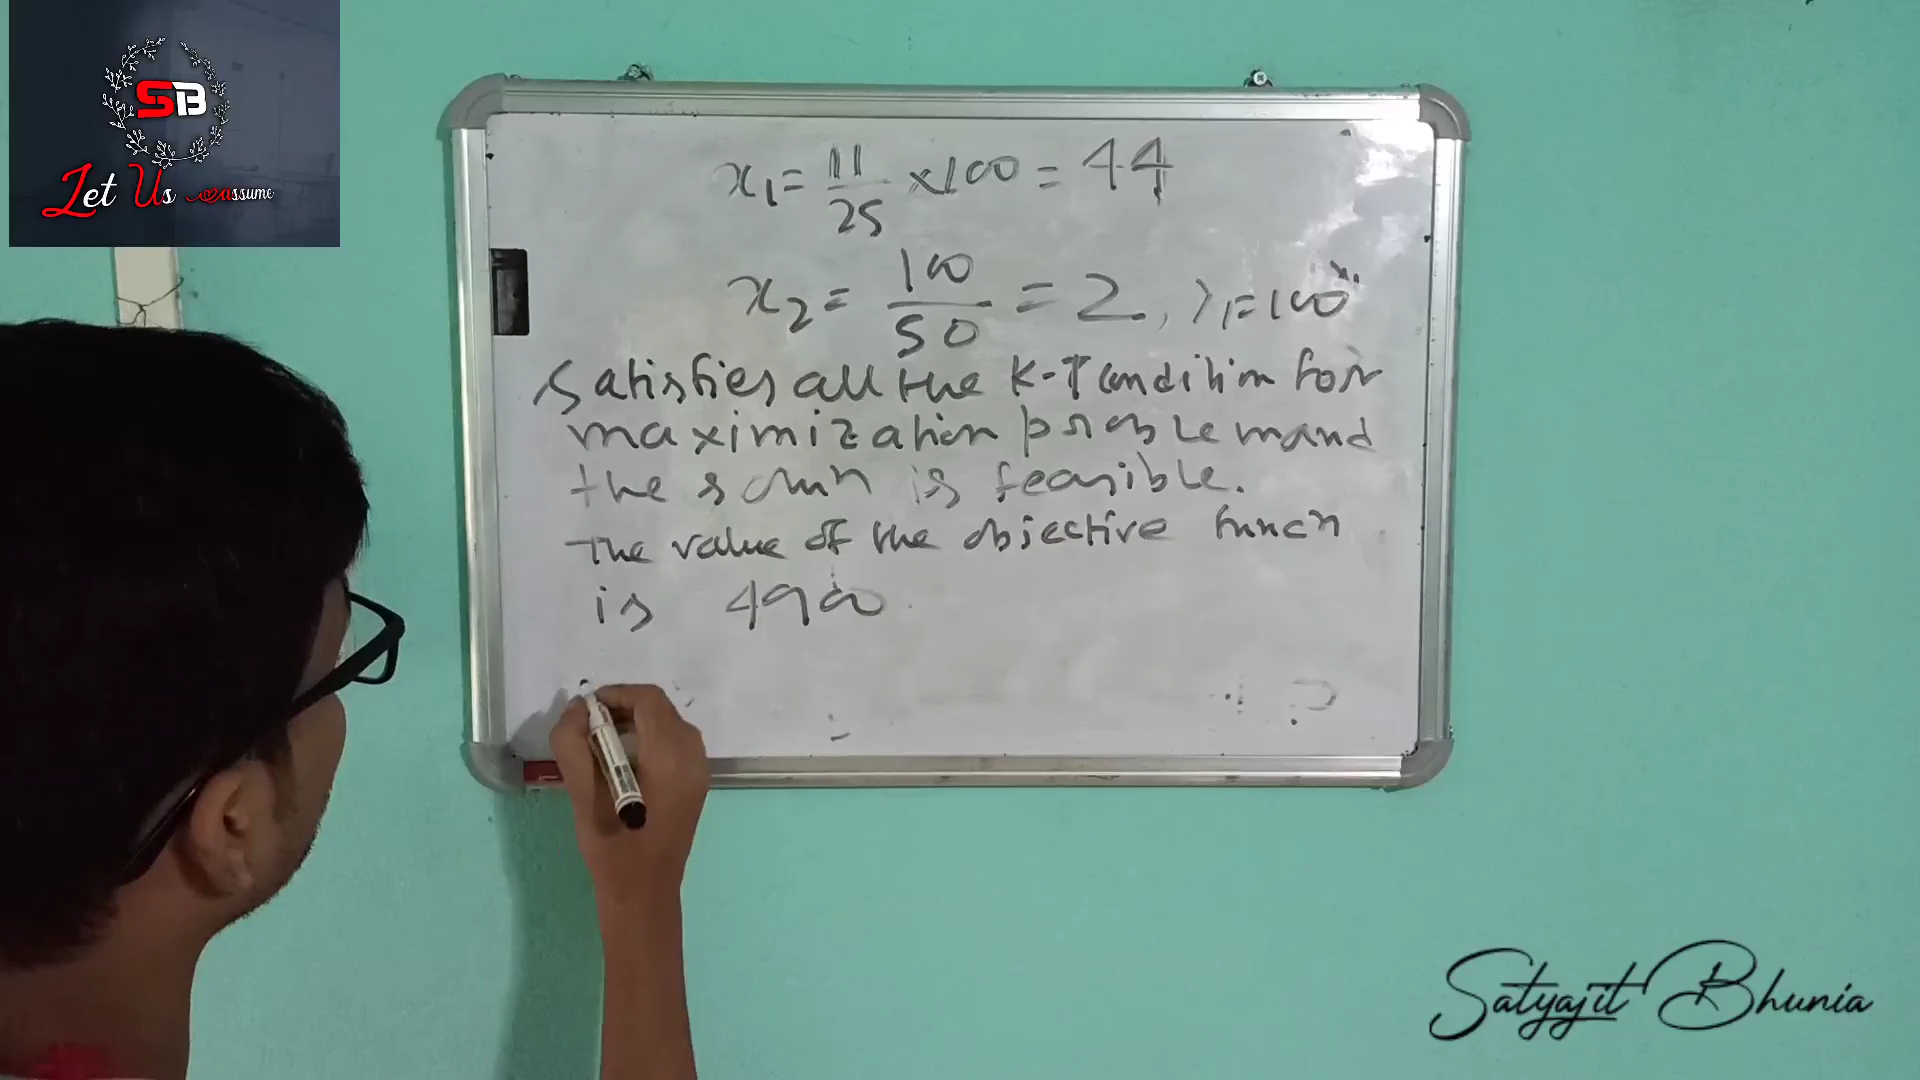 SB
Let Us assume
x₁ = 11/25 × 100 = 44
x₂ = 100/50 = 2, λ₁ = 100
Satisfies all the K-T condition for
maximization problem and
the soln is feasible.
The value of the objective funcn
is 4900
Satyajit Bhunia